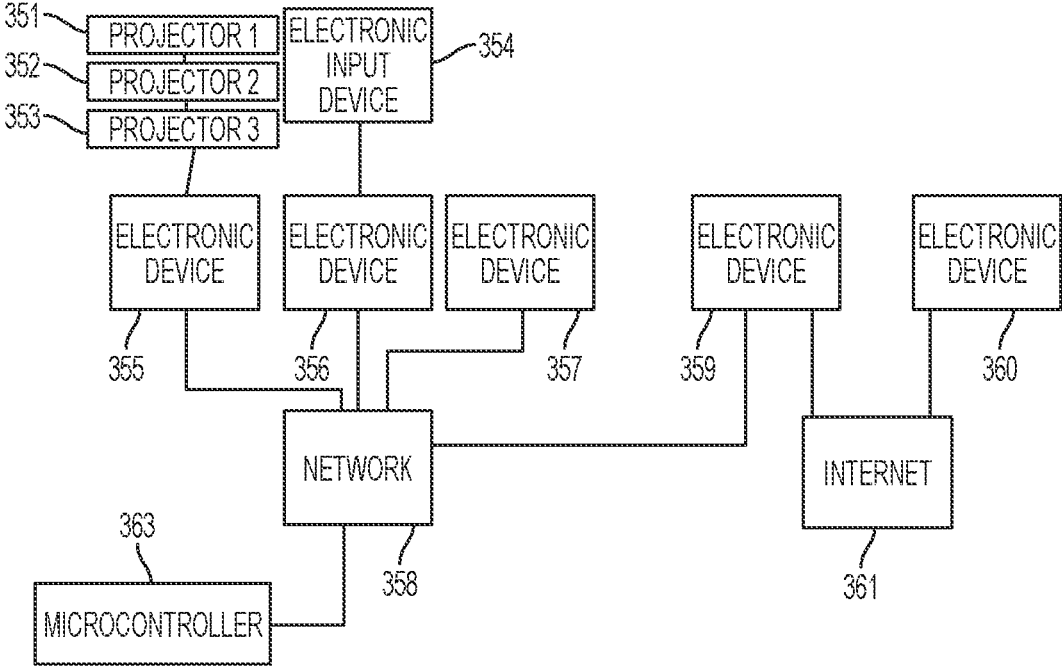 351
PROJECTOR 1
352
PROJECTOR 2
353
PROJECTOR 3
ELECTRONIC
INPUT
DEVICE
354
ELECTRONIC
DEVICE
355
ELECTRONIC
DEVICE
356
ELECTRONIC
DEVICE
357
ELECTRONIC
DEVICE
359
ELECTRONIC
DEVICE
360
NETWORK
358
INTERNET
361
363
MICROCONTROLLER